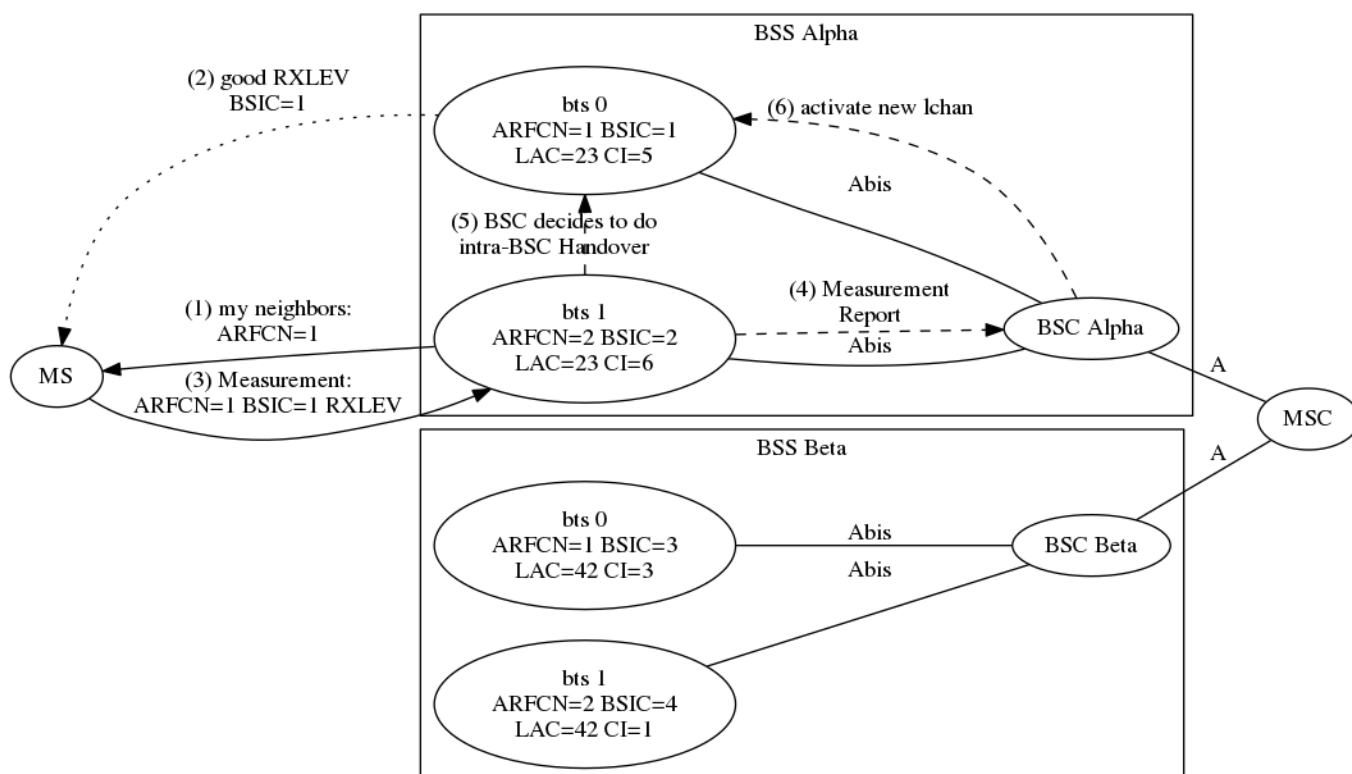 BSS Alpha
(2) good RXLEV
BSIC=1
bts 0
ARFCN=1 BSIC=1
LAC=23 CI=5
(6) activate new lchan
Abis
(5) BSC decides to do
intra-BSC Handover
(1) my neighbors:
ARFCN=1
bts 1
ARFCN=2 BSIC=2
LAC=23 CI=6
(4) Measurement
Report
Abis
BSC Alpha
MS
(3) Measurement:
ARFCN=1 BSIC=1 RXLEV
A
MSC
A
BSS Beta
bts 0
ARFCN=1 BSIC=3
LAC=42 CI=3
Abis
BSC Beta
Abis
bts 1
ARFCN=2 BSIC=4
LAC=42 CI=1